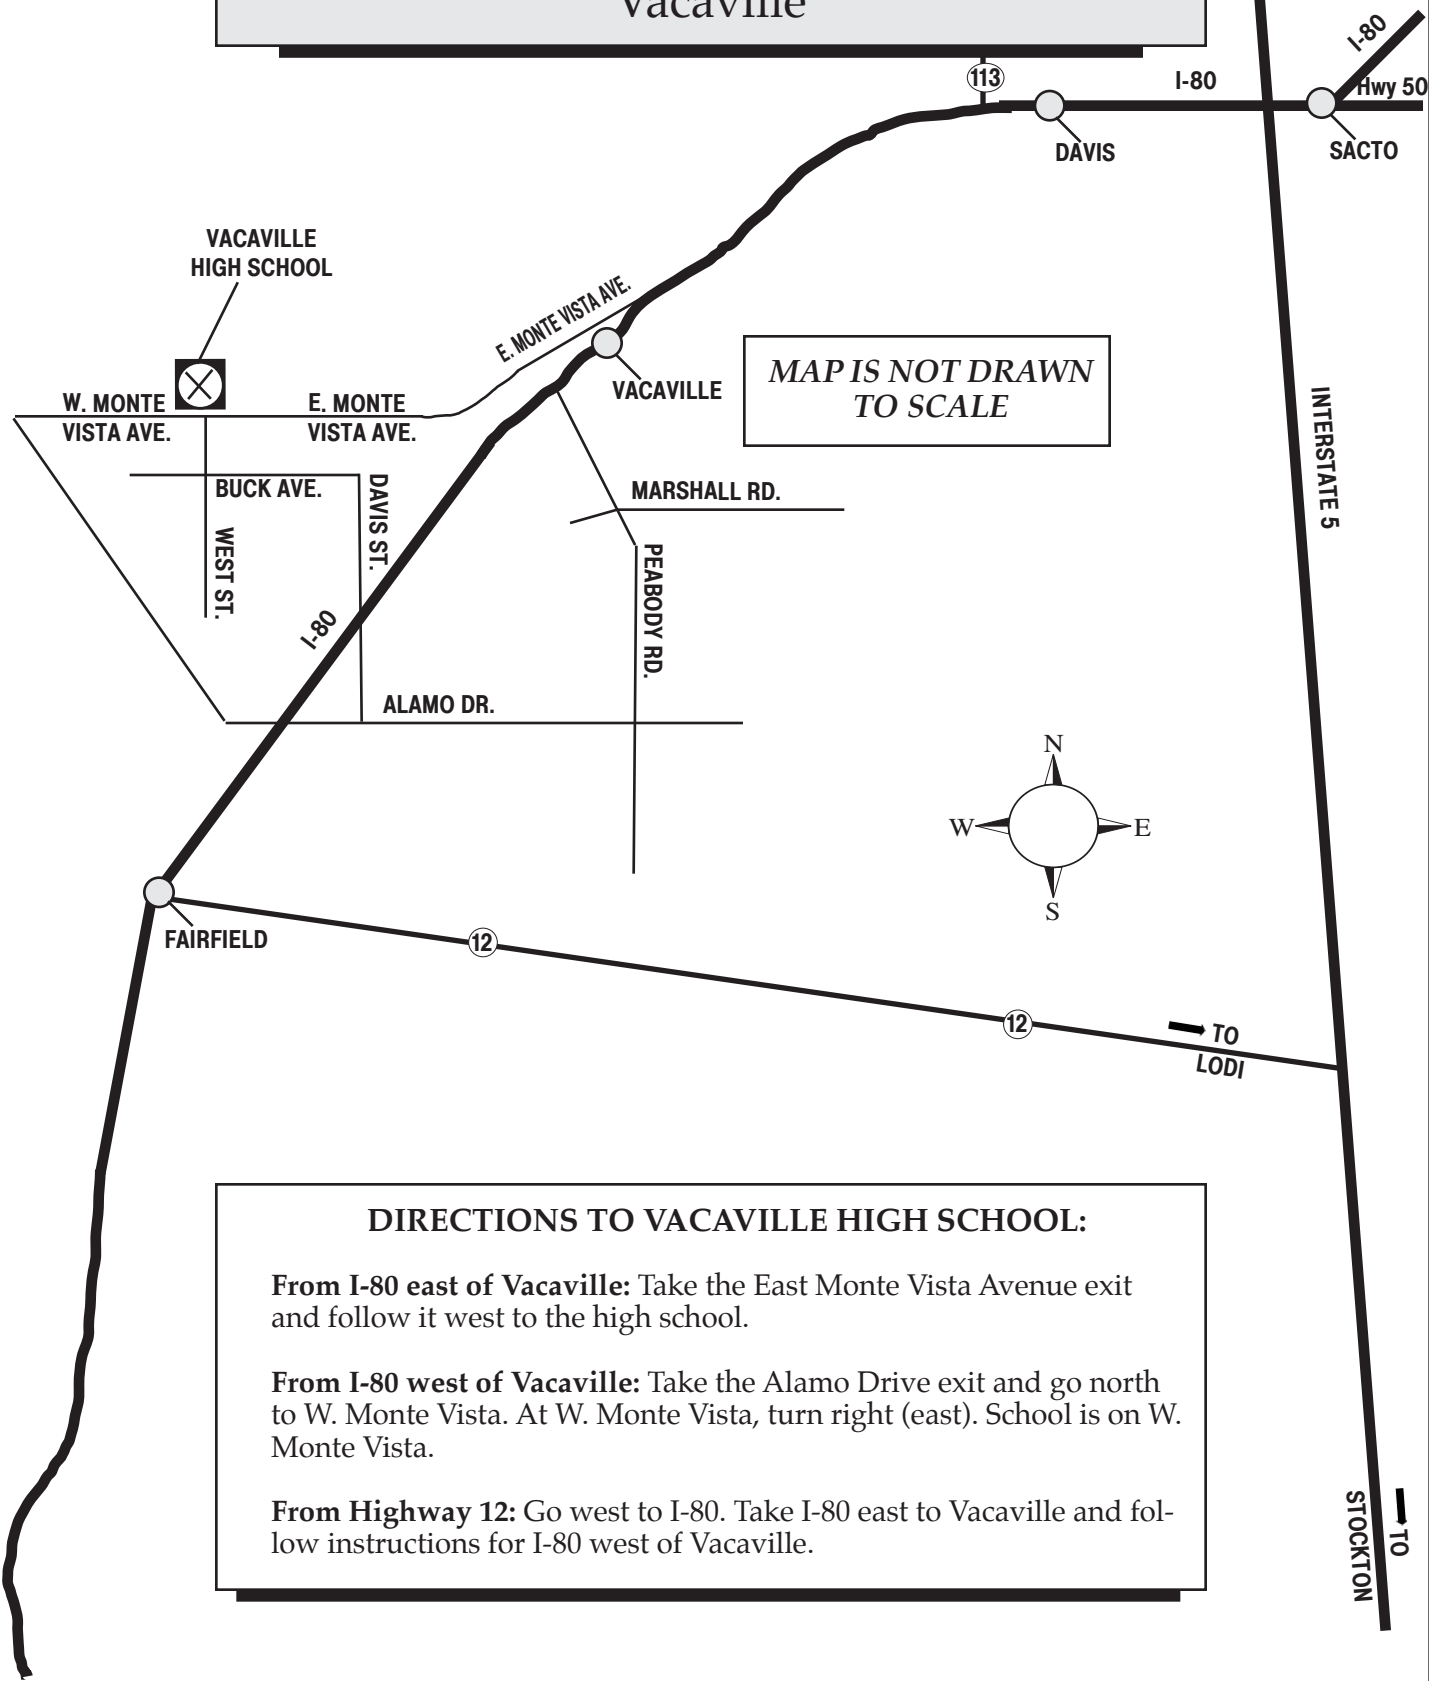 Vacaville
I-80
113
I-80
Hwy 50
DAVIS
SACTO
VACAVILLE
HIGH SCHOOL
E. MONTE VISTA AVE.
MAP IS NOT DRAWN
TO SCALE
VACAVILLE
W. MONTE
VISTA AVE.
E. MONTE
VISTA AVE.
INTERSTATE 5
BUCK AVE.
DAVIS ST.
MARSHALL RD.
WEST ST.
PEABODY RD.
I-80
ALAMO DR.
N
W
E
S
FAIRFIELD
12
12
TO
LODI
DIRECTIONS TO VACAVILLE HIGH SCHOOL:
From I-80 east of Vacaville: Take the East Monte Vista Avenue exit
and follow it west to the high school.
From I-80 west of Vacaville: Take the Alamo Drive exit and go north
to W. Monte Vista. At W. Monte Vista, turn right (east). School is on W.
Monte Vista.
From Highway 12: Go west to I-80. Take I-80 east to Vacaville and fol-
low instructions for I-80 west of Vacaville.
TO
STOCKTON